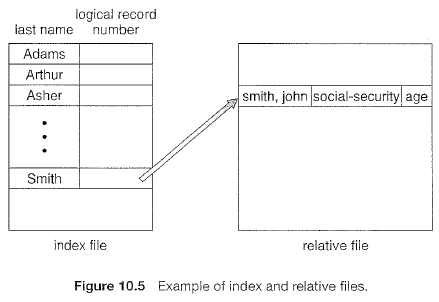 logical record
last name number
Adams
Arthur
Asher
Smith
smith, john social-security age
index file relative file
Figure 10.5 Example of index and relative files.